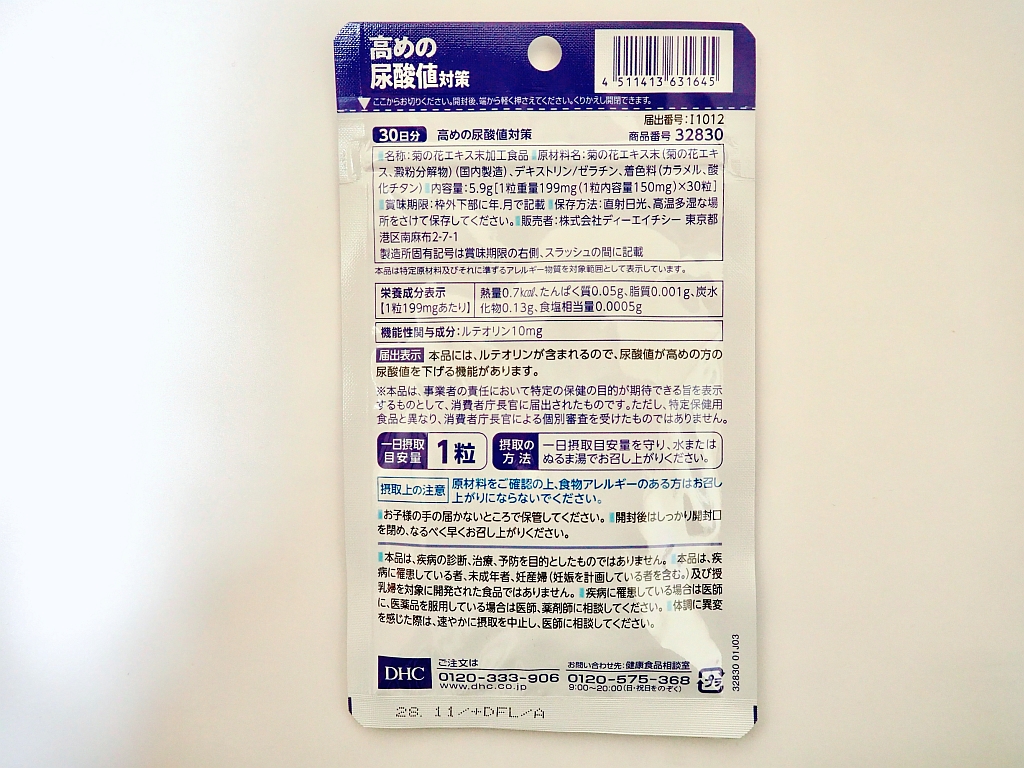 高めの
尿酸値対策
4 511413 631645
ここからお切りください。開封後、端から軽く押さえてください。くりかえし開閉できます。
届出番号:I1012
30日分 高めの尿酸値対策 商品番号 32830
名称:菊の花エキス末加工食品 原材料名:菊の花エキス末(菊の花エキ
ス、澱粉分解物)(国内製造)、デキストリン/ゼラチン、着色料(カラメル、酸
化チタン) 内容量:5.9g[1粒重量199mg(1粒内容量150mg)×30粒]
賞味期限:枠外下部に年.月で記載 保存方法:直射日光、高温多湿な場
所をさけて保存してください。 販売者:株式会社ディーエイチシー 東京都
港区南麻布2-7-1
製造所固有記号は賞味期限の右側、スラッシュの間に記載
本品は特定原材料及びそれに準ずるアレルギー物質を対象範囲として表示しています。
栄養成分表示 熱量0.7kcal、たんぱく質0.05g、脂質0.001g、炭水
【1粒199mgあたり】 化物0.13g、食塩相当量0.0005g
機能性関与成分:ルテオリン10mg
届出表示 本品には、ルテオリンが含まれるので、尿酸値が高めの方の
尿酸値を下げる機能があります。
※本品は、事業者の責任において特定の保健の目的が期待できる旨を表示
するものとして、消費者庁長官に届出されたものです。ただし、特定保健用
食品と異なり、消費者庁長官による個別審査を受けたものではありません。
一日摂取 1粒 摂取の 一日摂取目安量を守り、水または
目安量 方法 ぬるま湯でお召し上がりください。
摂取上の注意 原材料をご確認の上、食物アレルギーのある方はお召し
上がりにならないでください。
お子様の手の届かないところで保管してください。 開封後はしっかり開封口
を閉め、なるべく早くお召し上がりください。
本品は、疾病の診断、治療、予防を目的としたものではありません。 本品は、疾
病に罹患している者、未成年者、妊産婦(妊娠を計画している者を含む。)及び授
乳婦を対象に開発された食品ではありません。 疾病に罹患している場合は医師
に、医薬品を服用している場合は医師、薬剤師に相談してください。 体調に異変
を感じた際は、速やかに摂取を中止し、医師に相談してください。
DHC
ご注文は
0120-333-906
www.dhc.co.jp
お問い合わせ先:健康食品相談室
0120-575-368
9:00~20:00(日・祝日をのぞく)
プラ
32830 01J03
28. 11/+DFL/A